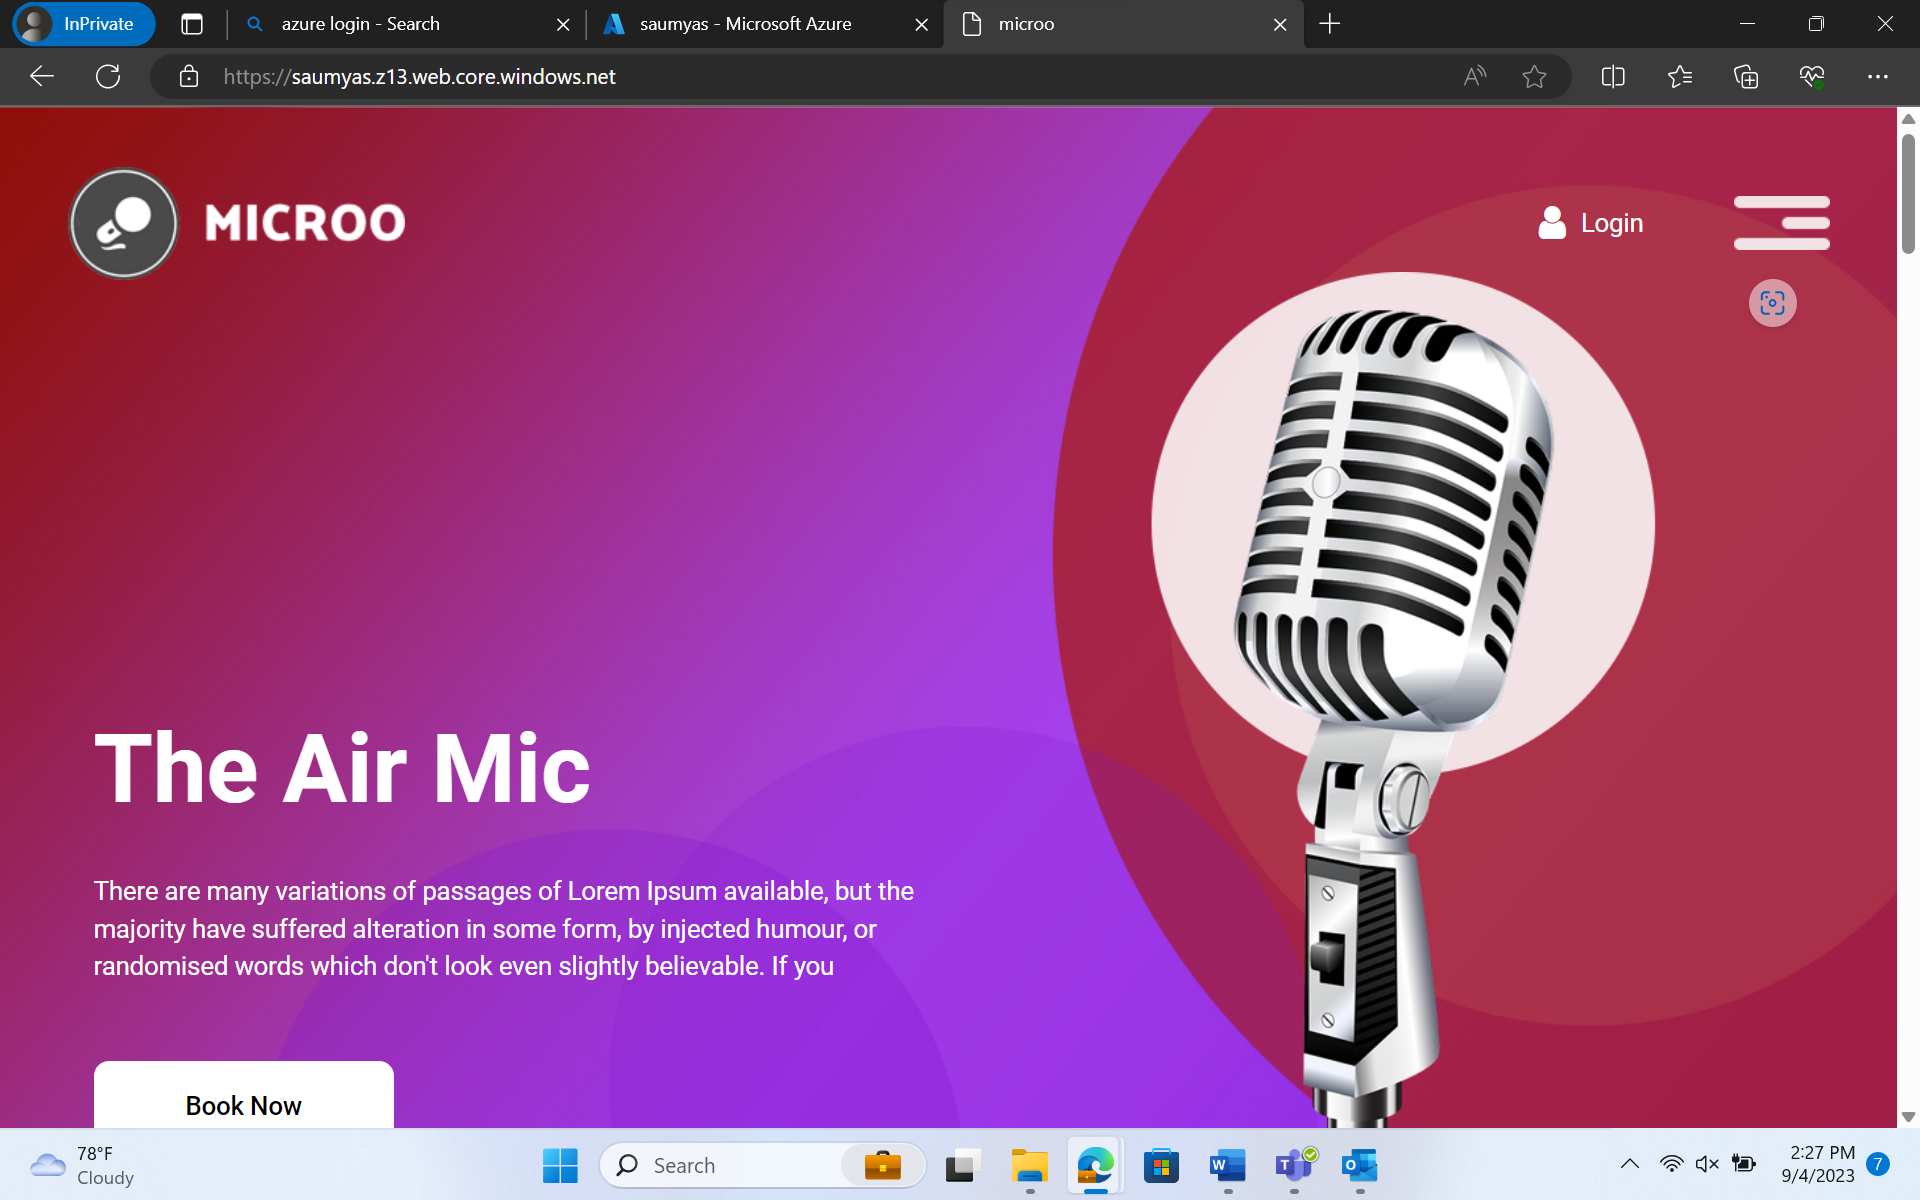 InPrivate
azure login - Search
saumyas - Microsoft Azure
microo
https://saumyas.z13.web.core.windows.net
MICROO
Login
The Air Mic
There are many variations of passages of Lorem Ipsum available, but the
majority have suffered alteration in some form, by injected humour, or
randomised words which don't look even slightly believable. If you
Book Now
78°F
Cloudy
Search
2:27 PM
9/4/2023
7